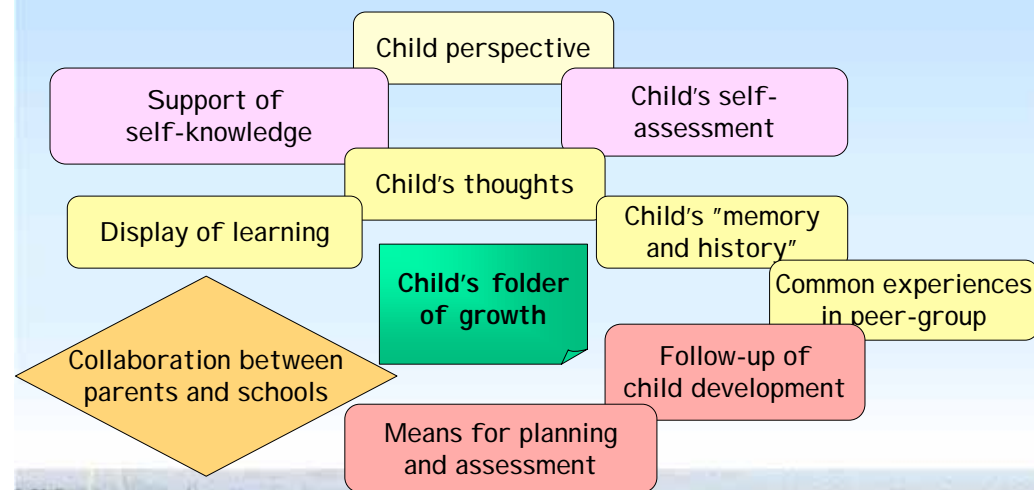 Child perspective
Support of
self-knowledge
Child's self-
assessment
Child's thoughts
Display of learning
Child's "memory
and history"
Child's folder
of growth
Common experiences
in peer-group
Collaboration between
parents and schools
Follow-up of
child development
Means for planning
and assessment